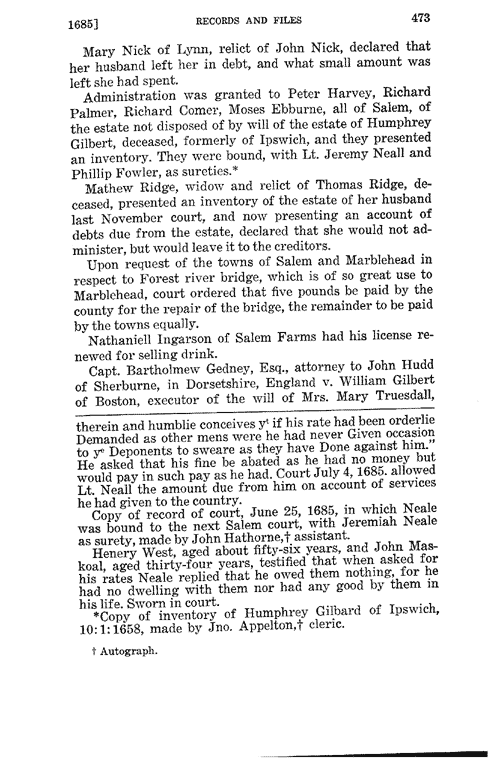 1685]
RECORDS AND FILES
473
Mary Nick of Lynn, relict of John Nick, declared that
her husband left her in debt, and what small amount was
left she had spent.
Administration was granted to Peter Harvey, Richard
Palmer, Richard Comer, Moses Ebburne, all of Salem, of
the estate not disposed of by will of the estate of Humphrey
Gilbert, deceased, formerly of Ipswich, and they presented
an inventory. They were bound, with Lt. Jeremy Neall and
Phillip Fowler, as sureties.*
Mathew Ridge, widow and relict of Thomas Ridge, de-
ceased, presented an inventory of the estate of her husband
last November court, and now presenting an account of
debts due from the estate, declared that she would not ad-
minister, but would leave it to the creditors.
Upon request of the towns of Salem and Marblehead in
respect to Forest river bridge, which is of so great use to
Marblehead, court ordered that five pounds be paid by the
county for the repair of the bridge, the remainder to be paid
by the towns equally.
Nathaniell Ingarson of Salem Farms had his license re-
newed for selling drink.
Capt. Bartholmew Gedney, Esq., attorney to John Hudd
of Sherburne, in Dorsetshire, England v. William Gilbert
of Boston, executor of the will of Mrs. Mary Truesdall,
therein and humblie conceives yᵗ if his rate had been orderlie
Demanded as other mens were he had never Given occasion
to yᵉ Deponents to sweare as they have Done against him."
He asked that his fine be abated as he had no money but
would pay in such pay as he had. Court July 4, 1685. allowed
Lt. Neall the amount due from him on account of services
he had given to the country.
Copy of record of court, June 25, 1685, in which Neale
was bound to the next Salem court, with Jeremiah Neale
as surety, made by John Hathorne,† assistant.
Henery West, aged about fifty-six years, and John Mas-
koal, aged thirty-four years, testified that when asked for
his rates Neale replied that he owed them nothing, for he
had no dwelling with them nor had any good by them in
his life. Sworn in court.
*Copy of inventory of Humphrey Gilbard of Ipswich,
10:1:1658, made by Jno. Appelton,† cleric.
† Autograph.